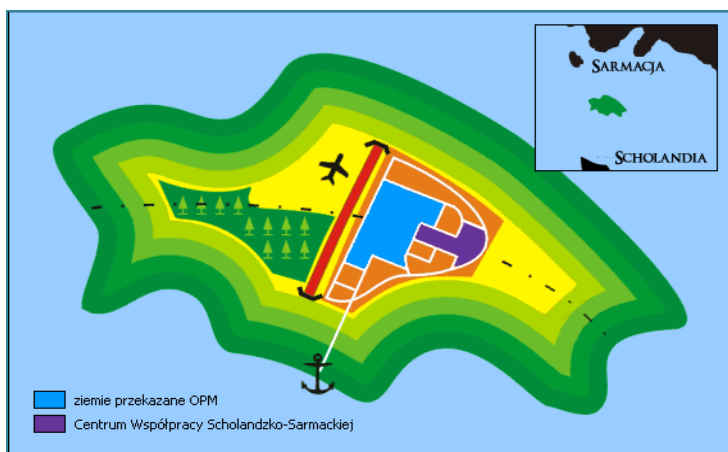 SARMACJA
SCHOLANDIA
ziemie przekazane OPM
Centrum Współpracy Scholandzko-Sarmackiej